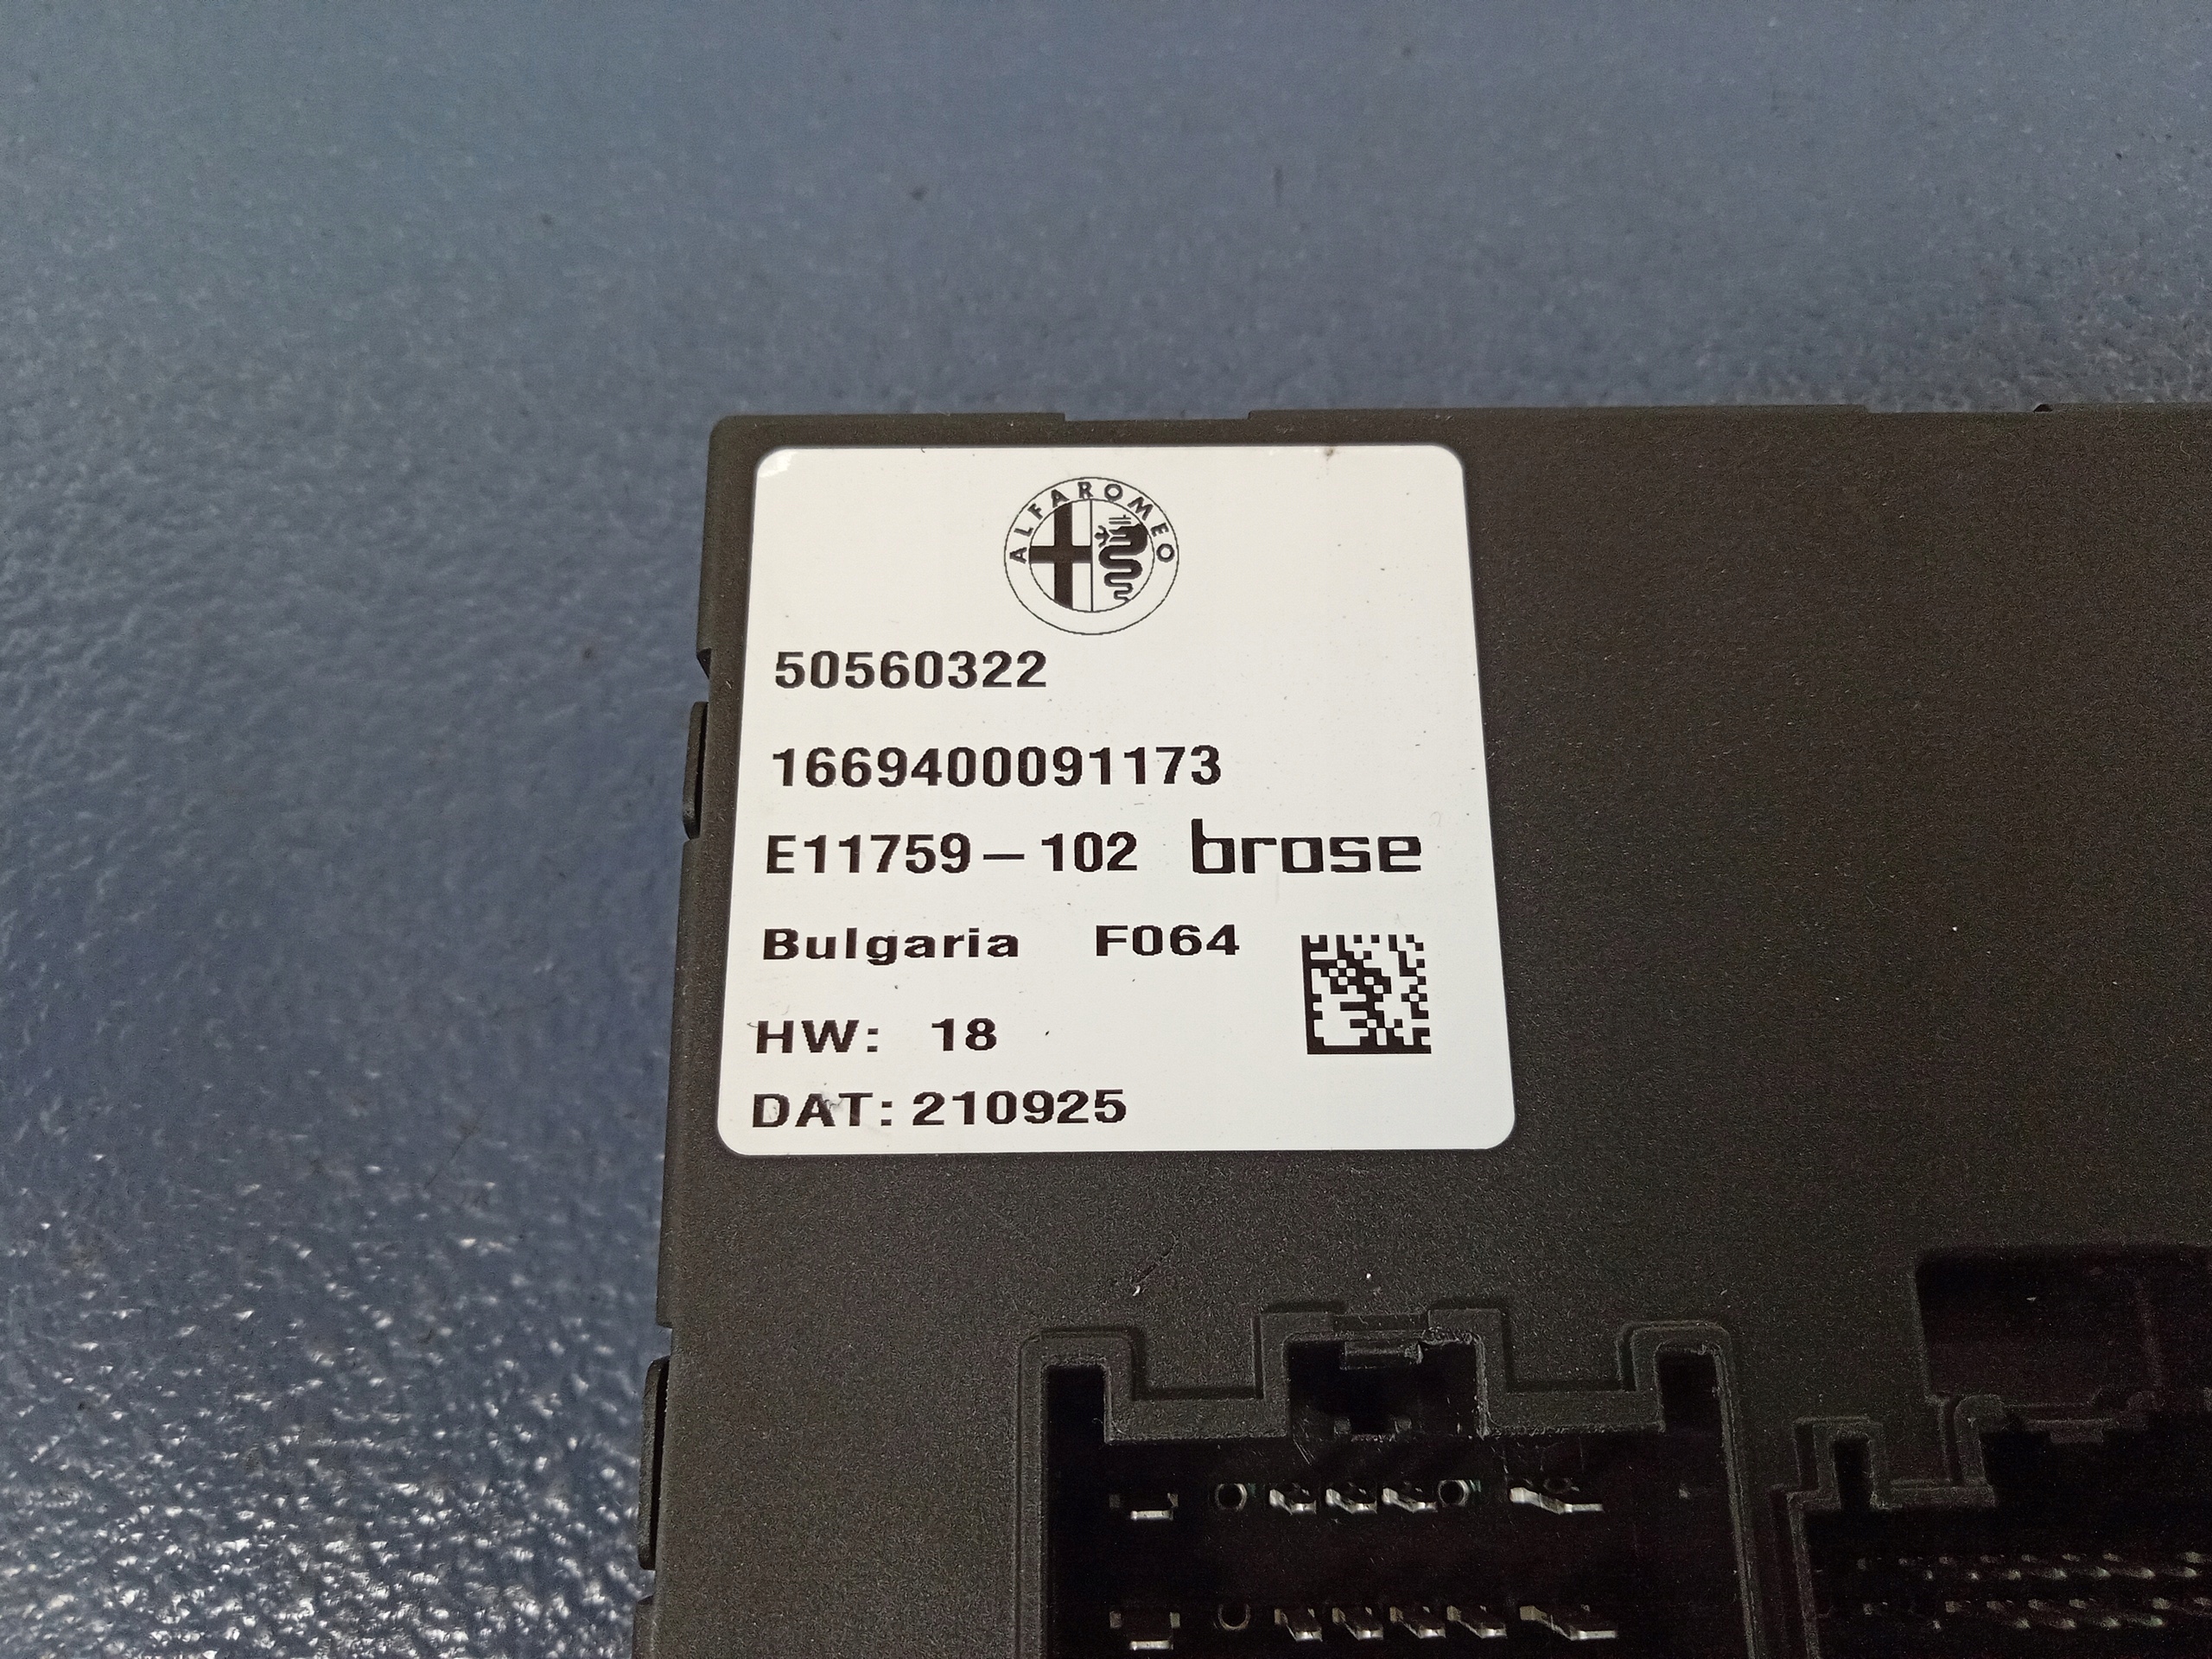 ALFA ROMEO
50560322
1669400091173
E11759-102 brose
Bulgaria F064
HW: 18
DAT: 210925